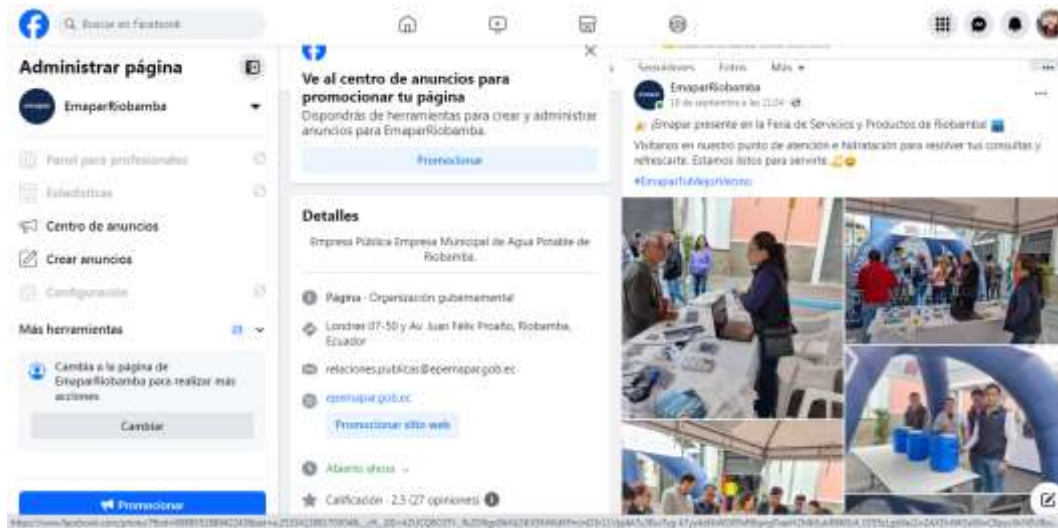 Buscar en Facebook
Administrar página
EmaparRiobamba
Panel para profesionales
Estadísticas
Centro de anuncios
Crear anuncios
Configuración
Más herramientas
Cambia a la página de
EmaparRiobamba para realizar más
acciones
Cambiar
Promocionar
Ve al centro de anuncios para
promocionar tu página
Dispondrás de herramientas para crear y administrar
anuncios para EmaparRiobamba.
Promocionar
Detalles
Empresa Pública Empresa Municipal de Agua Potable de
Riobamba.
Página · Organización gubernamental
Londres 07-50 y Av. Juan Félix Proaño, Riobamba,
Ecuador
relaciones.publicas@epemapar.gob.ec
epemapar.gob.ec
Promocionar sitio web
Abierto ahora
Calificación · 2,5 (27 opiniones)
Seguidores Fotos Más
EmaparRiobamba
¡Emapar presente en la Feria de Servicios y Productos de Riobamba!
Visítanos en nuestro punto de atención e hidratación para resolver tus consultas y
refrescarte. Estamos listos para servirte.
#EmaparTuMejorVecino